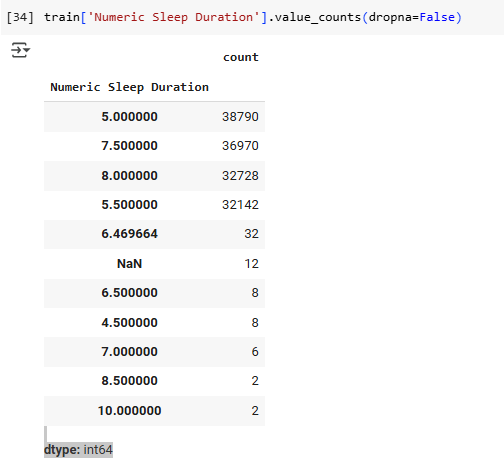 [34] train['Numeric Sleep Duration'].value_counts(dropna=False)
count
Numeric Sleep Duration
5.000000 38790
7.500000 36970
8.000000 32728
5.500000 32142
6.469664 32
NaN 12
6.500000 8
4.500000 8
7.000000 6
8.500000 2
10.000000 2
dtype: int64